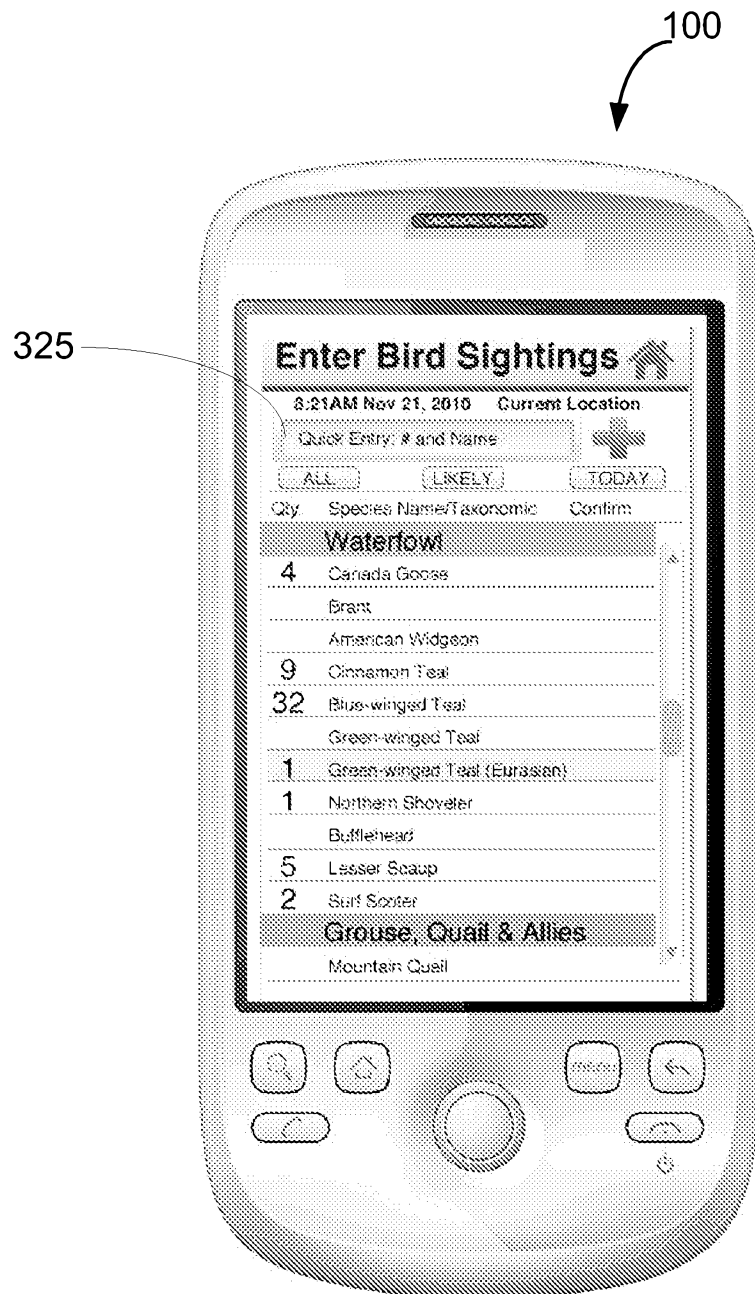 100
325
Enter Bird Sightings
8:21AM Nov 21, 2010 Current Location
Quick Entry: # and Name
ALL LIKELY TODAY
Qty Species Name/Taxonomic Confirm
Waterfowl
4 Canada Goose
Brant
American Widgeon
9 Cinnamon Teal
32 Blue-winged Teal
Green-winged Teal
1 Green-winged Teal (Eurasian)
1 Northern Shoveler
Bufflehead
5 Lesser Scaup
2 Surf Scoter
Grouse, Quail & Allies
Mountain Quail
menu